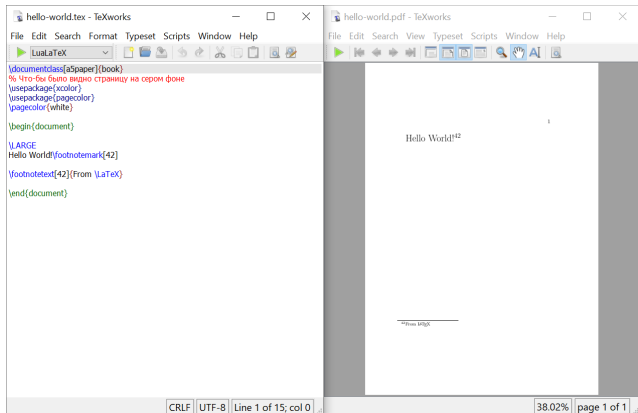 hello-world.tex - TeXworks
File Edit Search Format Typeset Scripts Window Help
LuaLaTeX
\documentclass[a5paper]{book}
% Что-бы было видно страницу на сером фоне
\usepackage{xcolor}
\usepackage{pagecolor}
\pagecolor{white}
\begin{document}
\LARGE
Hello World!\footnotemark[42]
\footnotetext[42]{From \LaTeX}
\end{document}
CRLF UTF-8 Line 1 of 15; col 0
hello-world.pdf - TeXworks
File Edit Search View Typeset Scripts Window Help
1
Hello World!⁴²
⁴²From LaTeX
38.02% page 1 of 1